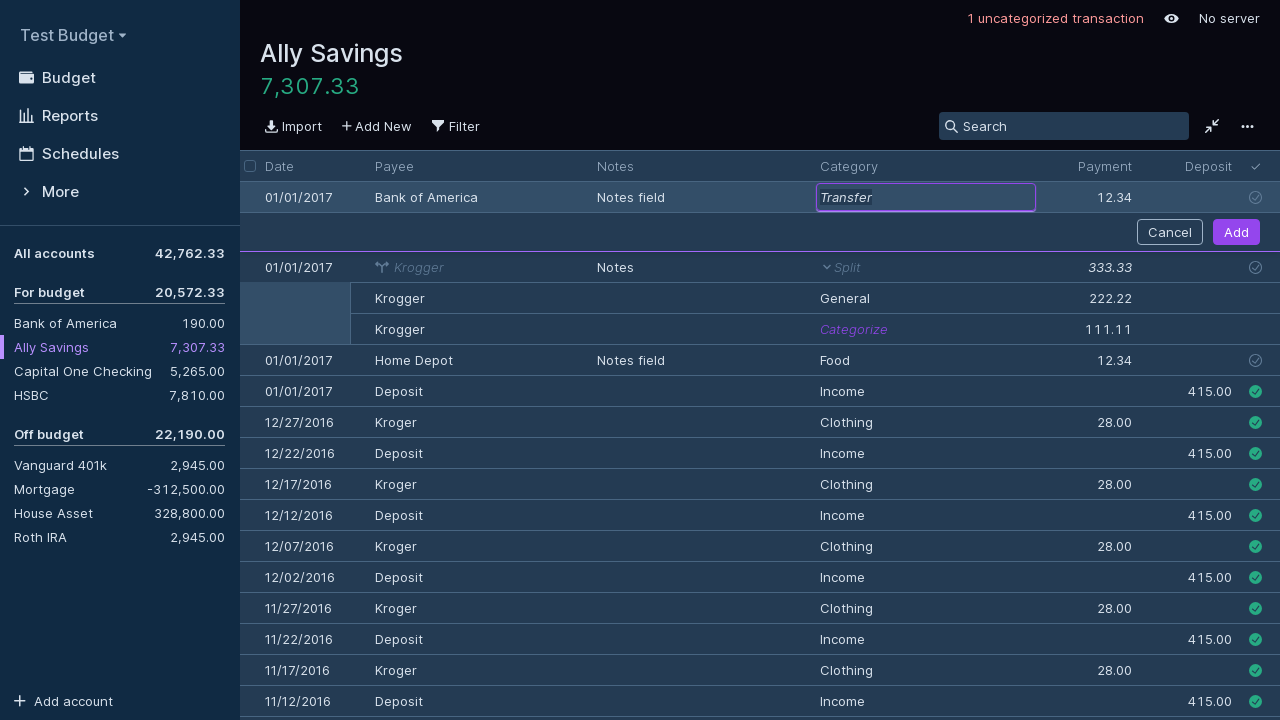 Test Budget
Budget
Reports
Schedules
More
All accounts 42,762.33
For budget 20,572.33
Bank of America 190.00
Ally Savings 7,307.33
Capital One Checking 5,265.00
HSBC 7,810.00
Off budget 22,190.00
Vanguard 401k 2,945.00
Mortgage -312,500.00
House Asset 328,800.00
Roth IRA 2,945.00
Add account
1 uncategorized transaction No server
Ally Savings
7,307.33
Import Add New Filter Search
Date Payee Notes Category Payment Deposit
01/01/2017 Bank of America Notes field Transfer 12.34
Cancel Add
01/01/2017 Krogger Notes Split 333.33
Krogger General 222.22
Krogger Categorize 111.11
01/01/2017 Home Depot Notes field Food 12.34
01/01/2017 Deposit Income 415.00
12/27/2016 Kroger Clothing 28.00
12/22/2016 Deposit Income 415.00
12/17/2016 Kroger Clothing 28.00
12/12/2016 Deposit Income 415.00
12/07/2016 Kroger Clothing 28.00
12/02/2016 Deposit Income 415.00
11/27/2016 Kroger Clothing 28.00
11/22/2016 Deposit Income 415.00
11/17/2016 Kroger Clothing 28.00
11/12/2016 Deposit Income 415.00